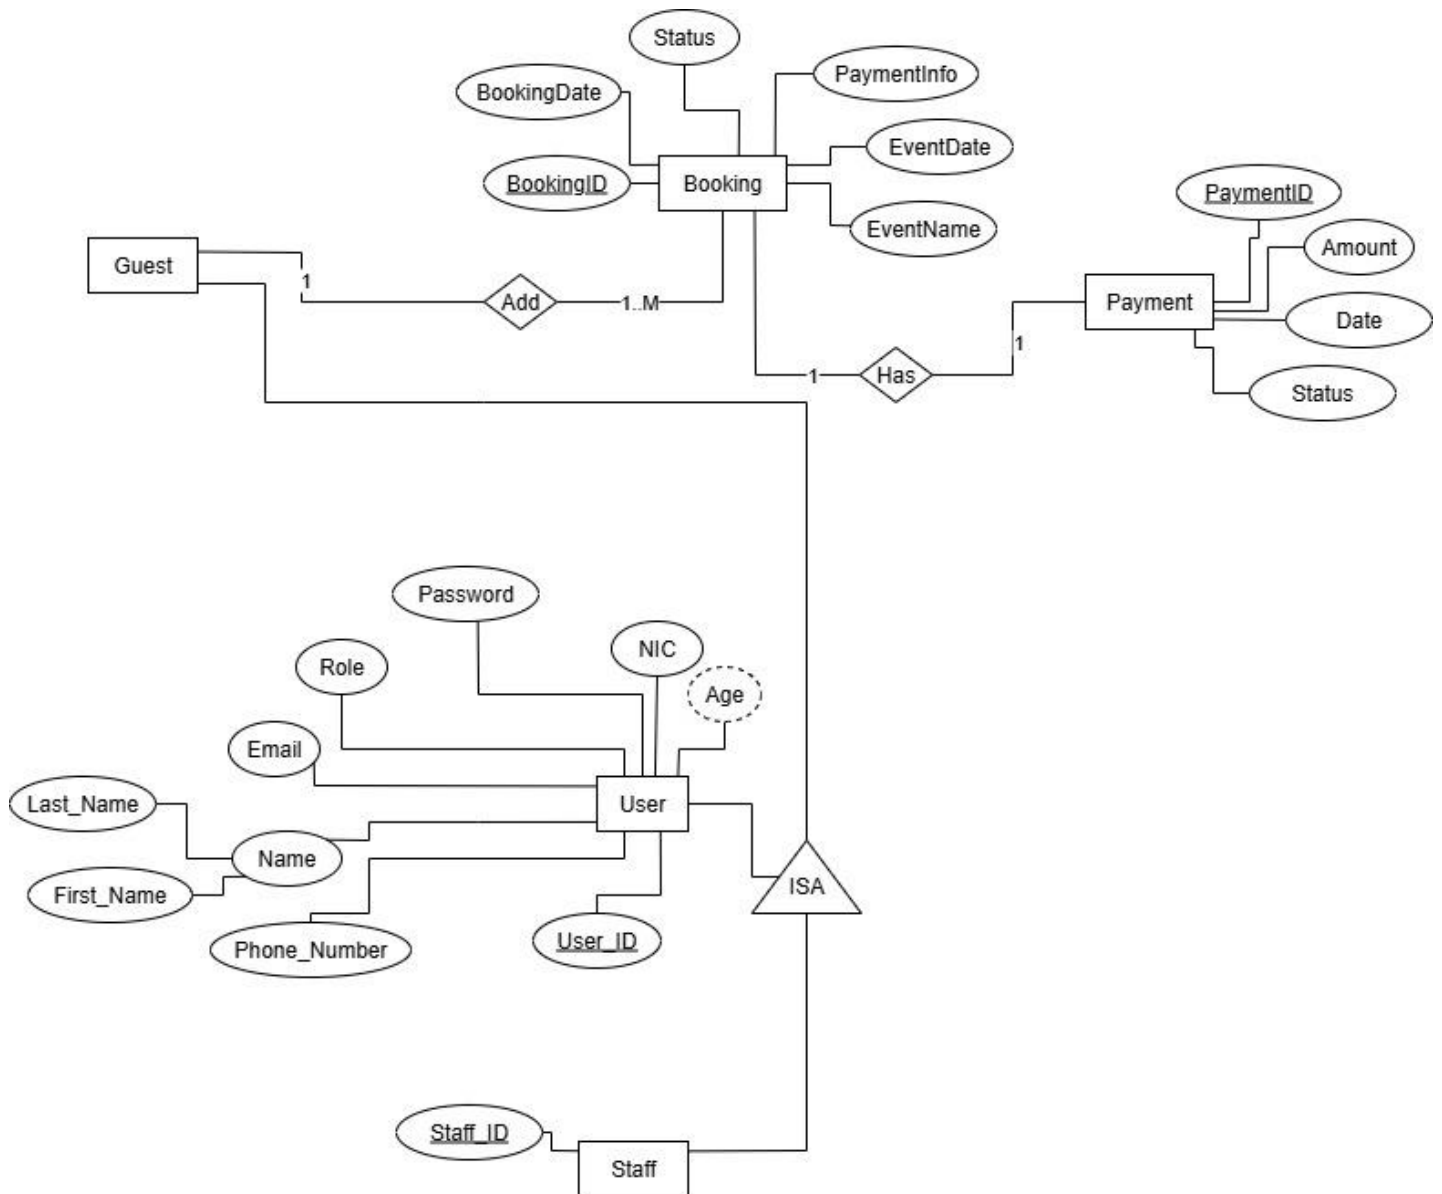 Status
PaymentInfo
BookingDate
EventDate
BookingID
Booking
PaymentID
EventName
Amount
Guest
1
Add
1..M
Payment
Date
1
1
Has
Status
Password
NIC
Role
Age
Email
Last_Name
User
Name
First_Name
ISA
Phone_Number
User_ID
Staff_ID
Staff